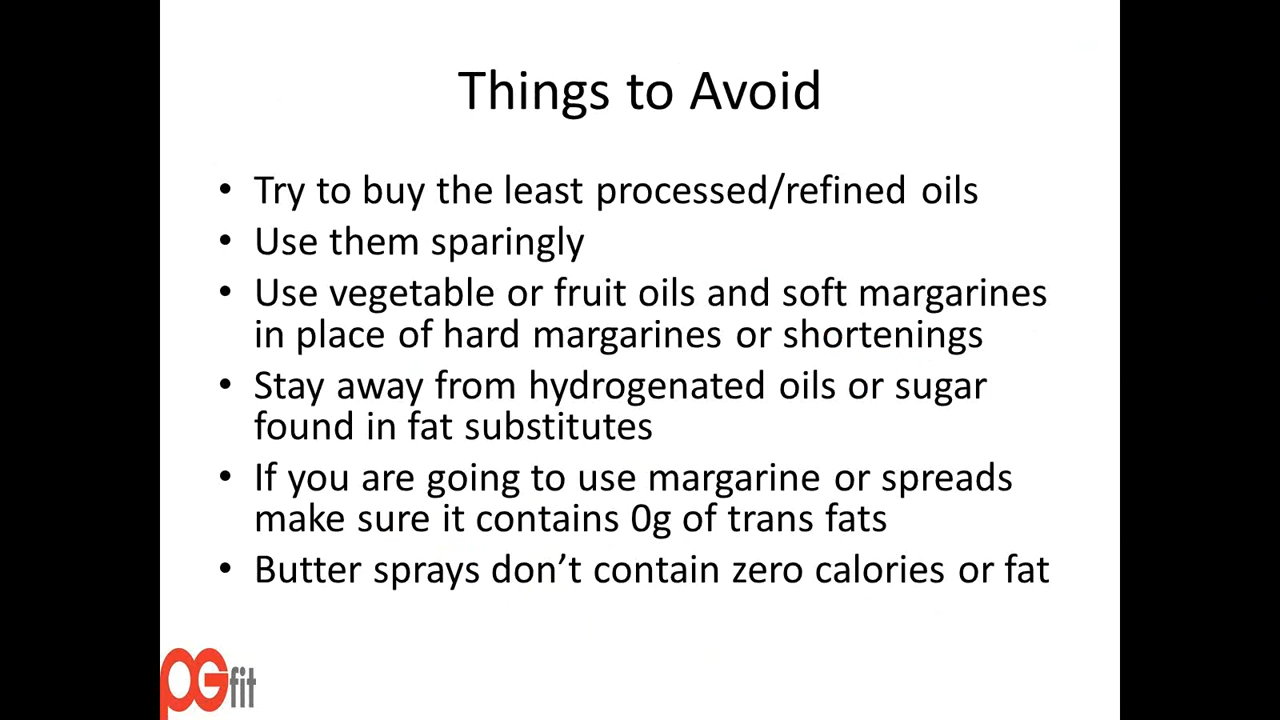 Things to Avoid
• Try to buy the least processed/refined oils
• Use them sparingly
• Use vegetable or fruit oils and soft margarines
in place of hard margarines or shortenings
• Stay away from hydrogenated oils or sugar
found in fat substitutes
• If you are going to use margarine or spreads
make sure it contains 0g of trans fats
• Butter sprays don’t contain zero calories or fat
PGfit